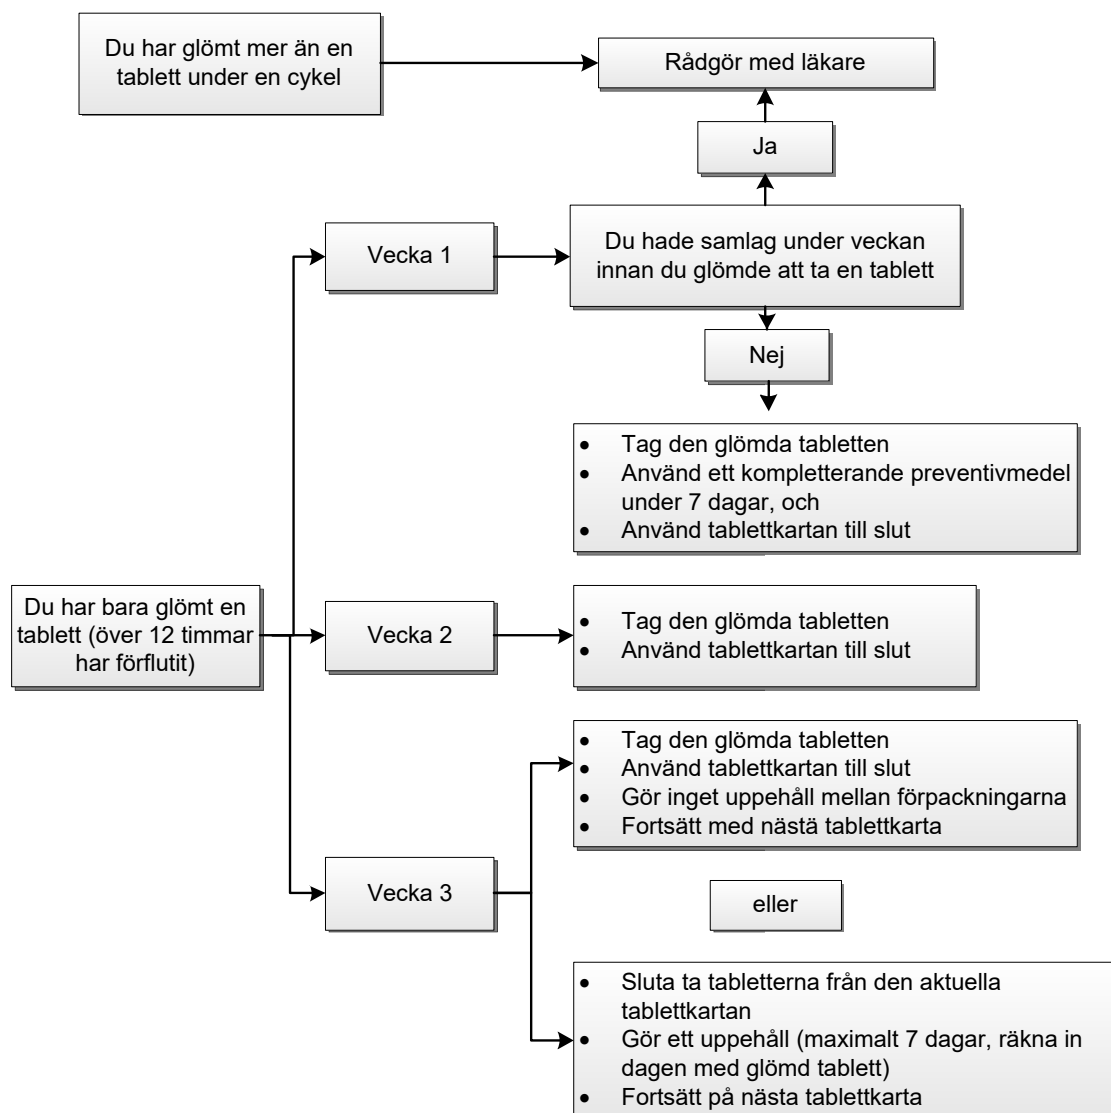 Du har glömt mer än en
tablett under en cykel
Rådgör med läkare
Ja
Vecka 1
Du hade samlag under veckan
innan du glömde att ta en tablett
Nej
• Tag den glömda tabletten
• Använd ett kompletterande preventivmedel
under 7 dagar, och
• Använd tablettkartan till slut
Du har bara glömt en
tablett (över 12 timmar
har förflutit)
Vecka 2
• Tag den glömda tabletten
• Använd tablettkartan till slut
Vecka 3
• Tag den glömda tabletten
• Använd tablettkartan till slut
• Gör inget uppehåll mellan förpackningarna
• Fortsätt med nästä tablettkarta
eller
• Sluta ta tabletterna från den aktuella
tablettkartan
• Gör ett uppehåll (maximalt 7 dagar, räkna in
dagen med glömd tablett)
• Fortsätt på nästa tablettkarta